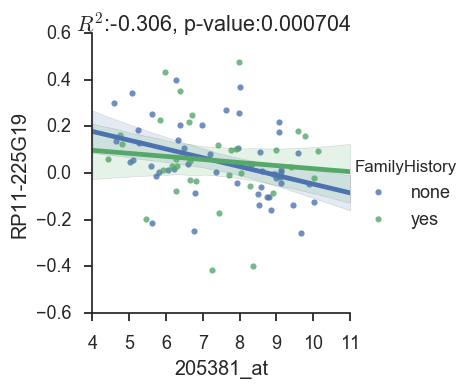 R²:-0.306, p-value:0.000704
0.6
0.4
0.2
0.0
−0.2
−0.4
−0.6
RP11-225G19
4 5 6 7 8 9 10 11
205381_at
FamilyHistory
none
yes